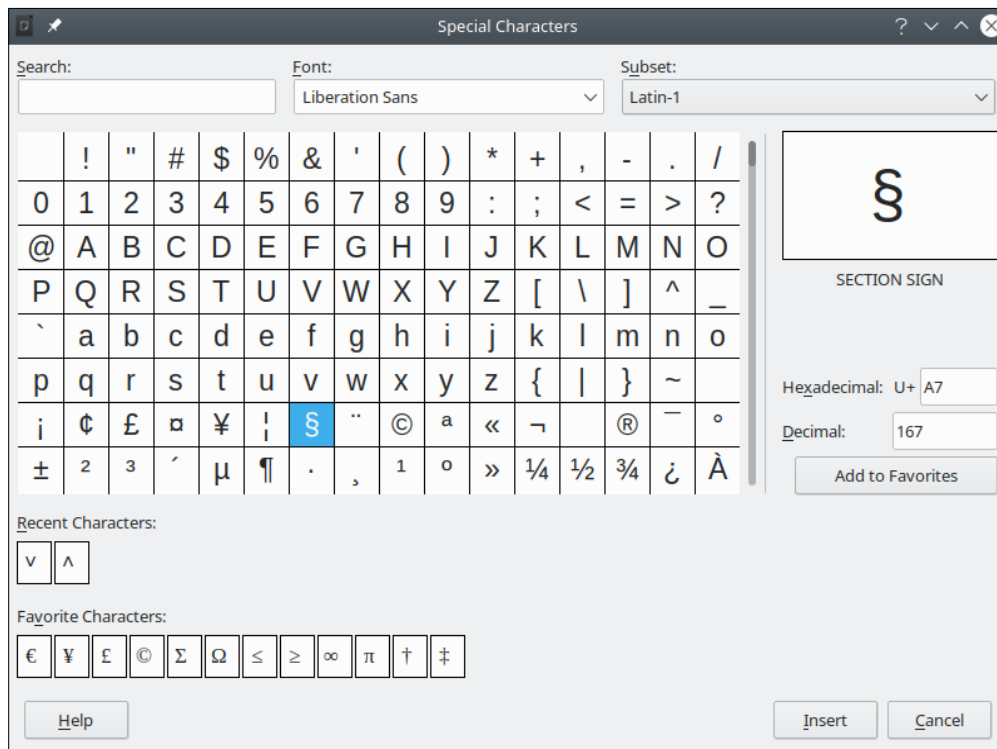 Special Characters
Search: Font: Subset:
Liberation Sans Latin-1
! " # $ % & ' ( ) * + , - . /
0 1 2 3 4 5 6 7 8 9 : ; < = > ?
@ A B C D E F G H I J K L M N O
P Q R S T U V W X Y Z [ \ ] ^ _
` a b c d e f g h i j k l m n o
p q r s t u v w x y z { | } ~
¡ ¢ £ ¤ ¥ ¦ § ¨ © ª « ¬ ® ¯ °
± ² ³ ´ µ ¶ · ¸ ¹ º » ¼ ½ ¾ ¿ À
§
SECTION SIGN
Hexadecimal: U+ A7
Decimal: 167
Add to Favorites
Recent Characters:
˅ ˄
Favorite Characters:
€ ¥ £ © Σ Ω ≤ ≥ ∞ π † ‡
Help Insert Cancel